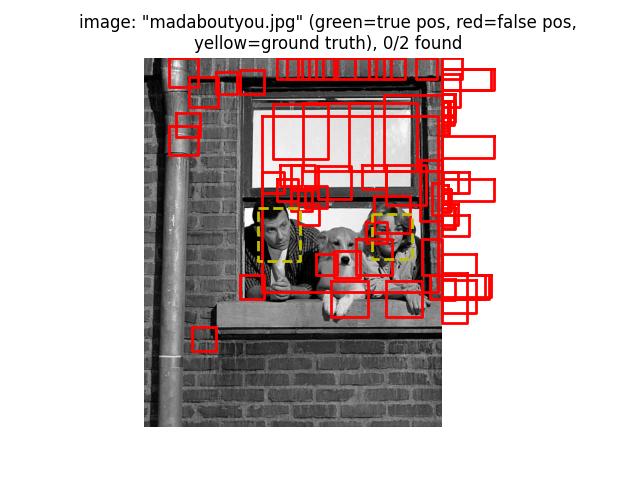 image: "madaboutyou.jpg" (green=true pos, red=false pos,
yellow=ground truth), 0/2 found